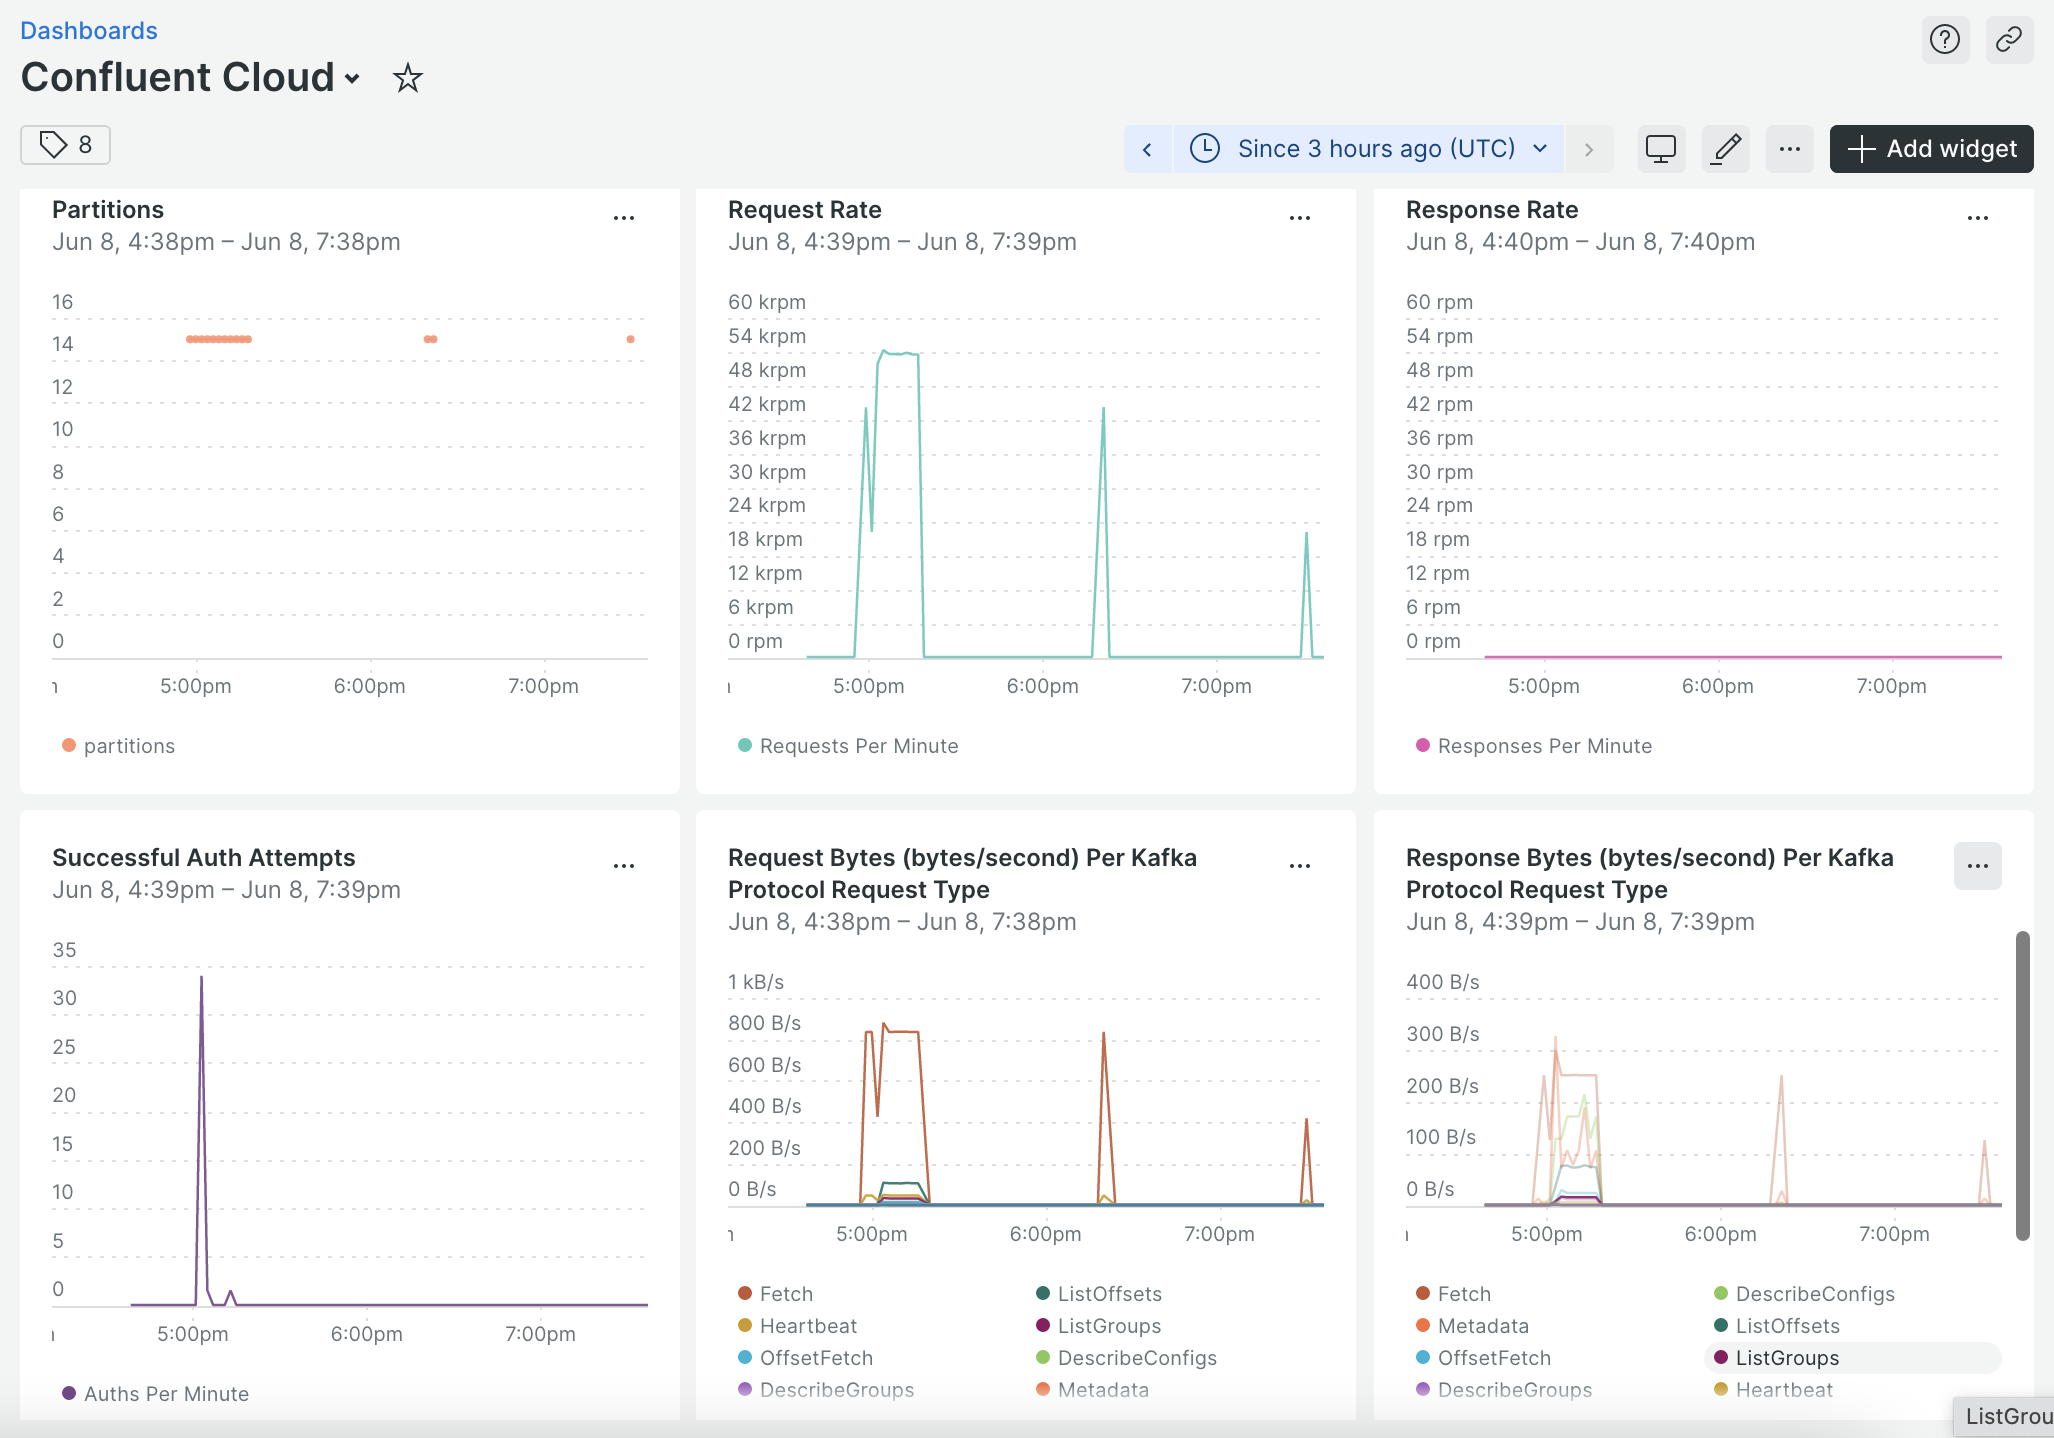 Dashboards
Confluent Cloud
8
Since 3 hours ago (UTC)
Add widget
Partitions
Jun 8, 4:38pm – Jun 8, 7:38pm
16
14
12
10
8
6
4
2
0
5:00pm 6:00pm 7:00pm
partitions
Request Rate
Jun 8, 4:39pm – Jun 8, 7:39pm
60 krpm
54 krpm
48 krpm
42 krpm
36 krpm
30 krpm
24 krpm
18 krpm
12 krpm
6 krpm
0 rpm
5:00pm 6:00pm 7:00pm
Requests Per Minute
Response Rate
Jun 8, 4:40pm – Jun 8, 7:40pm
60 rpm
54 rpm
48 rpm
42 rpm
36 rpm
30 rpm
24 rpm
18 rpm
12 rpm
6 rpm
0 rpm
5:00pm 6:00pm 7:00pm
Responses Per Minute
Successful Auth Attempts
Jun 8, 4:39pm – Jun 8, 7:39pm
35
30
25
20
15
10
5
0
5:00pm 6:00pm 7:00pm
Auths Per Minute
Request Bytes (bytes/second) Per Kafka
Protocol Request Type
Jun 8, 4:38pm – Jun 8, 7:38pm
1 kB/s
800 B/s
600 B/s
400 B/s
200 B/s
0 B/s
5:00pm 6:00pm 7:00pm
Fetch ListOffsets
Heartbeat ListGroups
OffsetFetch DescribeConfigs
DescribeGroups Metadata
Response Bytes (bytes/second) Per Kafka
Protocol Request Type
Jun 8, 4:39pm – Jun 8, 7:39pm
400 B/s
300 B/s
200 B/s
100 B/s
0 B/s
5:00pm 6:00pm 7:00pm
Fetch DescribeConfigs
Metadata ListOffsets
OffsetFetch ListGroups
DescribeGroups Heartbeat
ListGrou